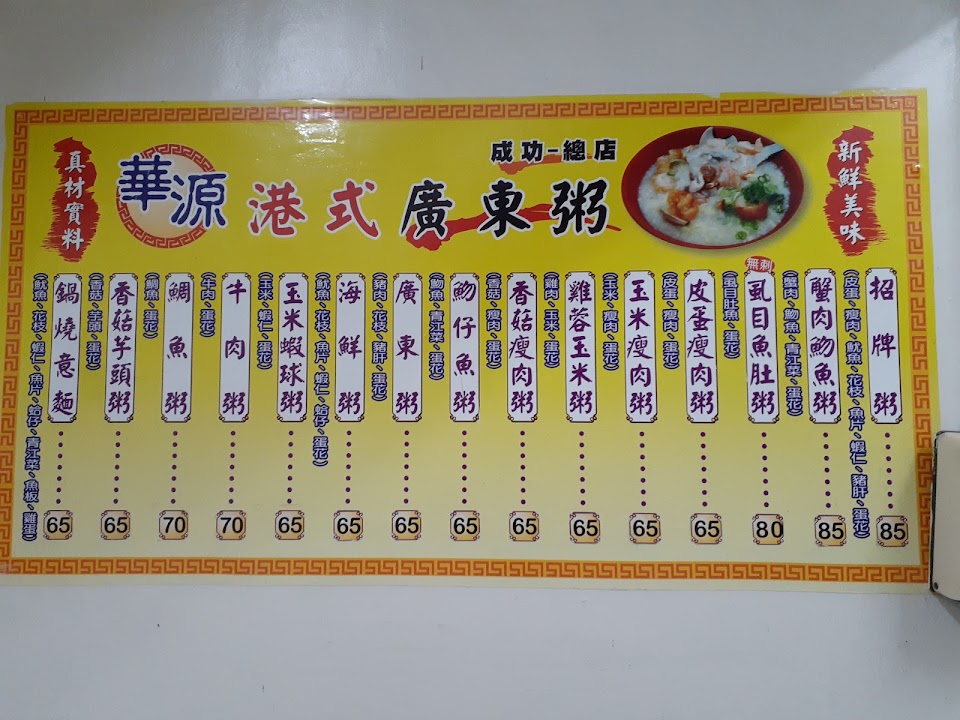 真材實料
華源
港式
廣東粥
成功-總店
新鮮美味
招牌粥
(皮蛋、瘦肉、魷魚、花枝、魚片、蝦仁、豬肝、蛋花)
85
蟹肉魩魚粥
(蟹肉、魩魚、青江菜、蛋花)
85
無刺
虱目魚肚粥
(虱目魚肚、蛋花)
80
皮蛋瘦肉粥
(皮蛋、瘦肉、蛋花)
65
玉米瘦肉粥
(玉米、瘦肉、蛋花)
65
雞蓉玉米粥
(雞肉、玉米、蛋花)
65
香菇瘦肉粥
(香菇、瘦肉、蛋花)
65
魩仔魚粥
(魩魚、青江菜、蛋花)
65
廣東粥
(豬肉、花枝、豬肝、蛋花)
65
海鮮粥
(魷魚、花枝、魚片、蝦仁、蛤仔、蛋花)
65
玉米蝦球粥
(玉米、蝦仁、蛋花)
65
牛肉粥
(牛肉、蛋花)
70
鯛魚粥
(鯛魚、蛋花)
70
香菇芋頭粥
(香菇、芋頭、蛋花)
65
鍋燒意麵
(魷魚、花枝、蝦仁、魚片、蛤仔、青江菜、魚板、雞蛋)
65